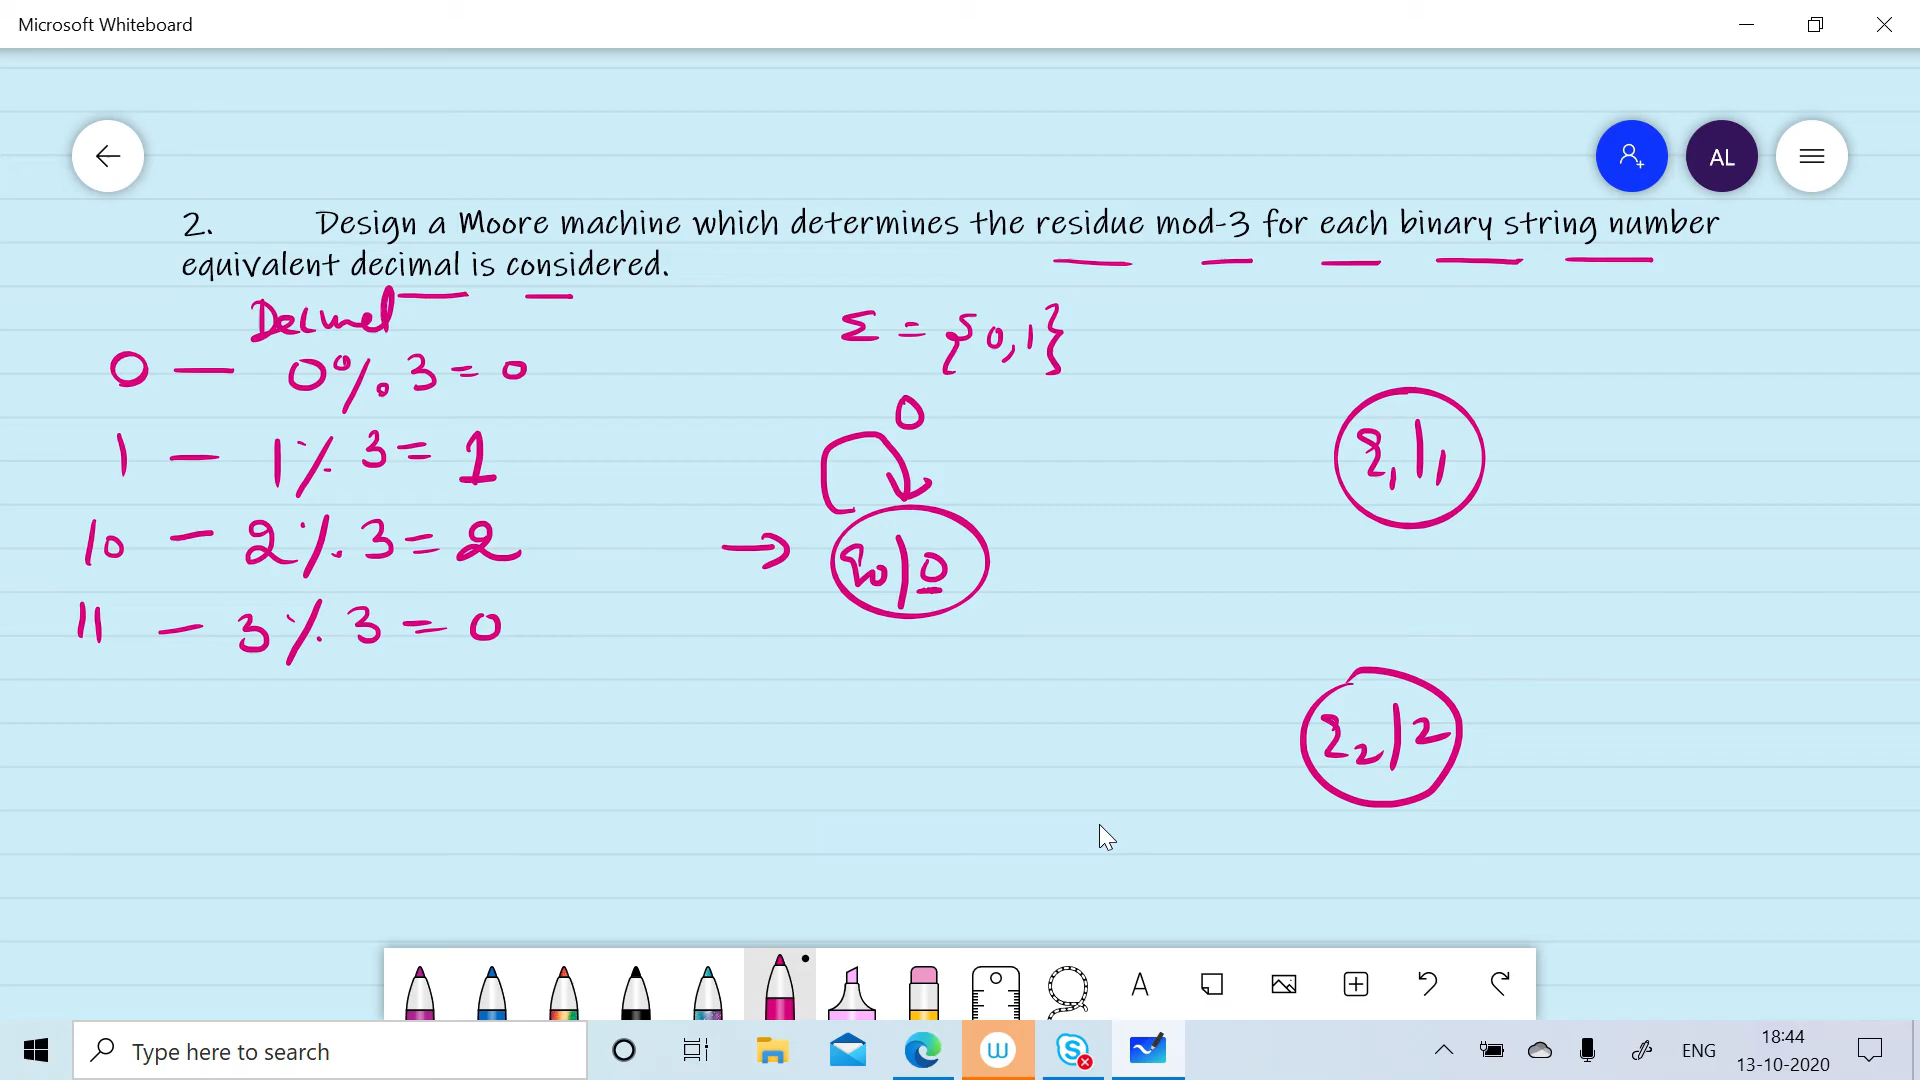 Microsoft Whiteboard
AL
2. Design a Moore machine which determines the residue mod-3 for each binary string number
equivalent decimal is considered.
Decimal
0 — 0 % 3 = 0
1 — 1 % 3 = 1
10 — 2 % 3 = 2
11 — 3 % 3 = 0
Σ = {0,1}
0
→ q0 | 0
q1 | 1
q2 | 2
A
Type here to search
W
S
ENG
18:44
13-10-2020